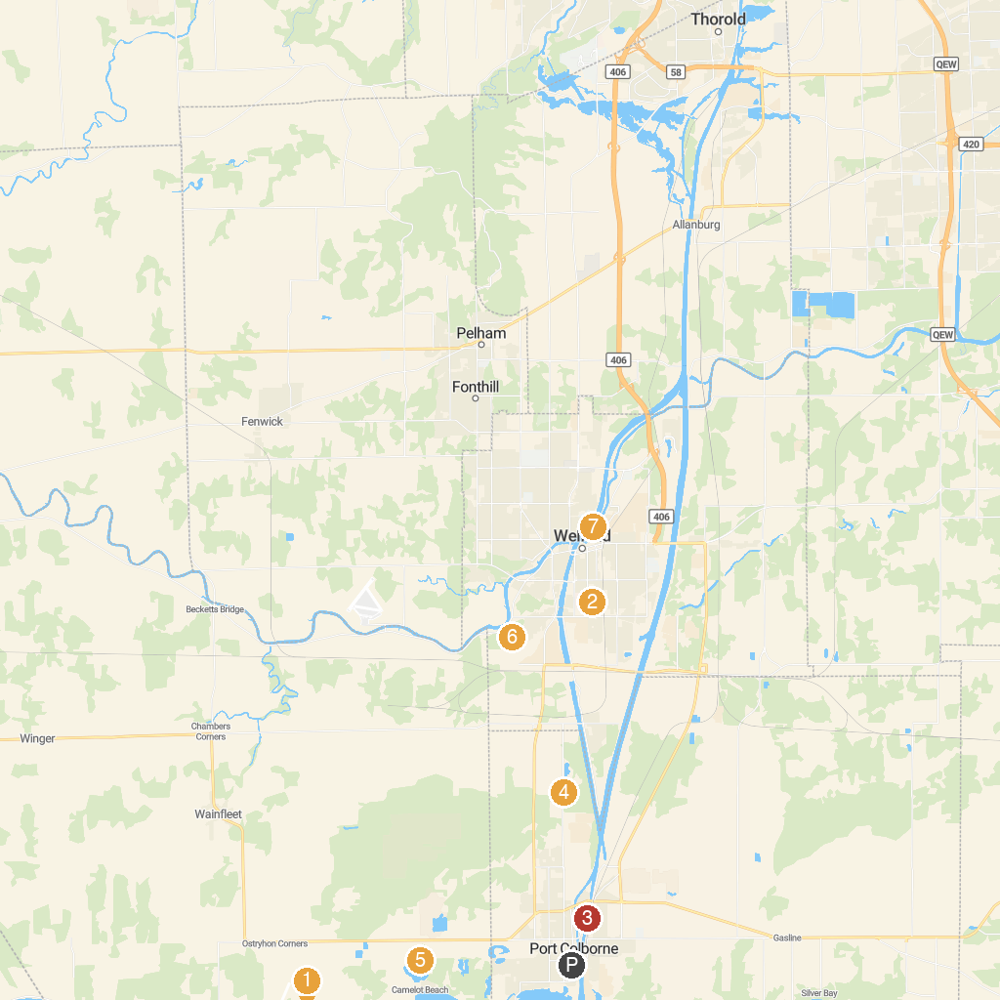 Thorold
QEW
406
58
420
Allanburg
Pelham
QEW
406
Fonthill
Fenwick
406
7
Welland
2
Becketts Bridge
6
Chambers
Corners
Winger
4
Wainfleet
3
Gasline
Ostryhon Corners
Port Colborne
5
P
1
Camelot Beach
Silver Bay